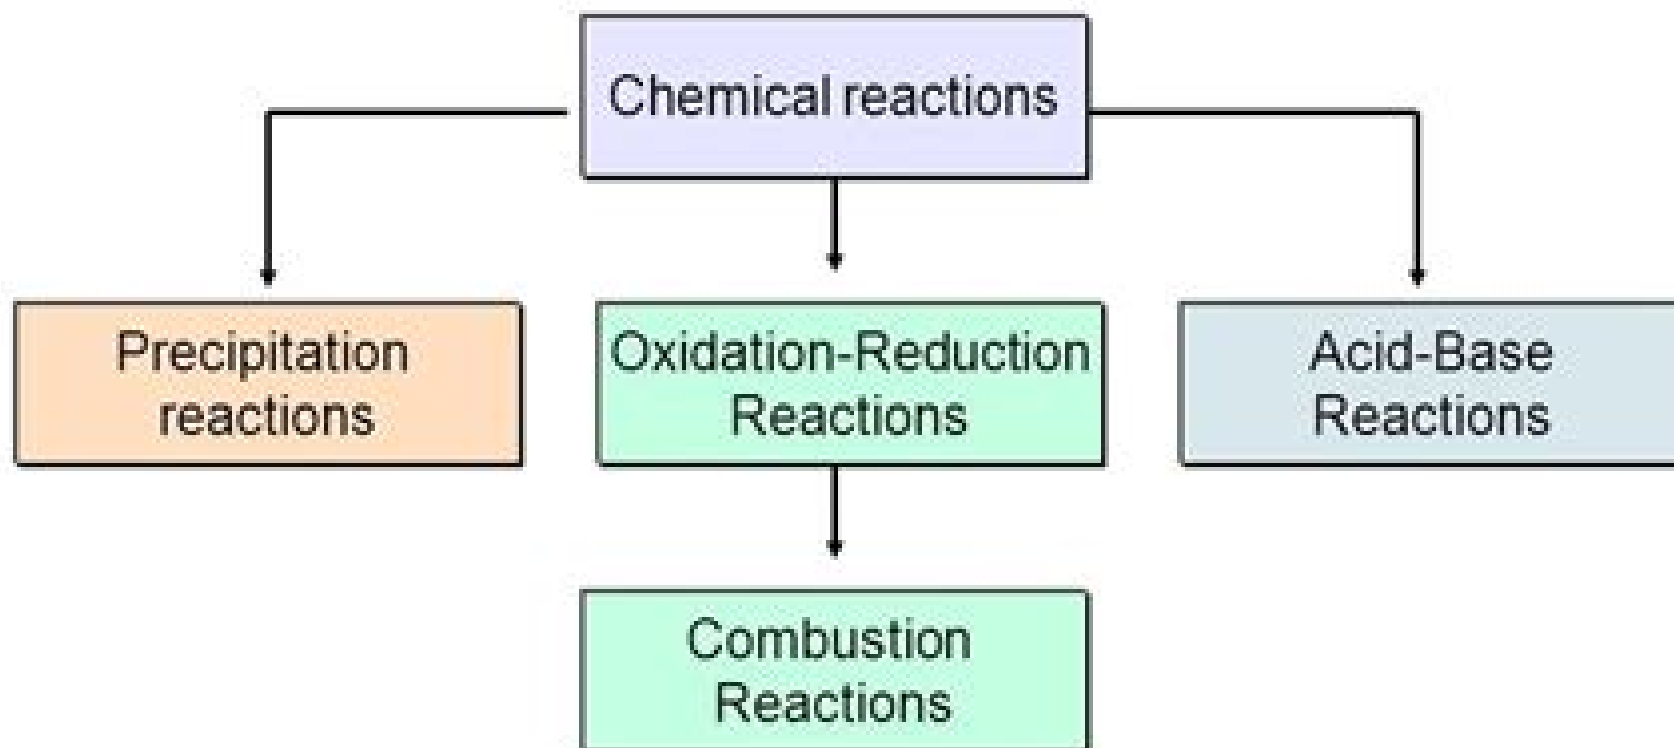 Chemical reactions
Precipitation
reactions
Oxidation-Reduction
Reactions
Acid-Base
Reactions
Combustion
Reactions